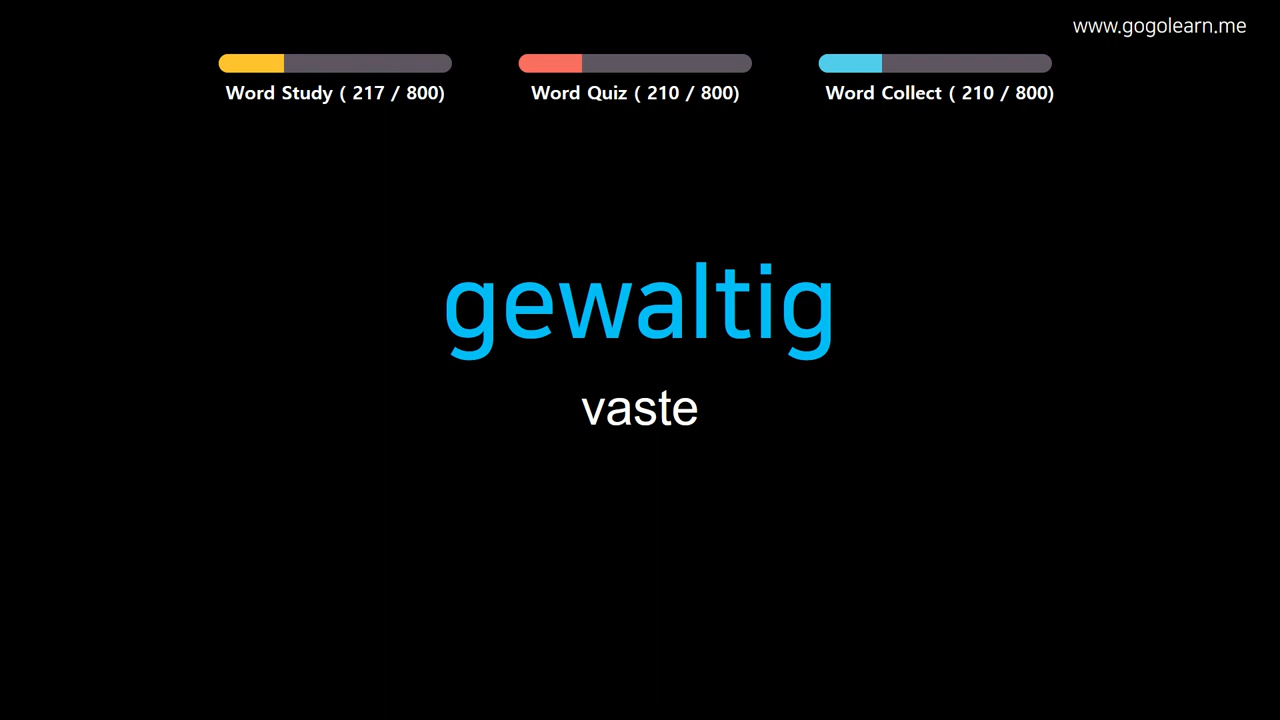 www.gogolearn.me
Word Study ( 217 / 800)
Word Quiz ( 210 / 800)
Word Collect ( 210 / 800)
gewaltig
vaste